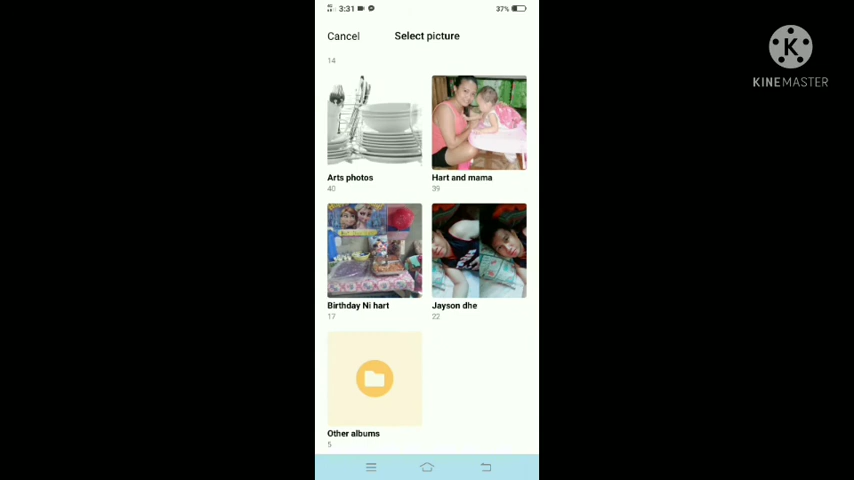 3:31
37%
Cancel
Select picture
14
Arts photos
40
Hart and mama
39
Birthday Ni hart
17
Jayson dhe
22
Other albums
5
K
KINEMASTER